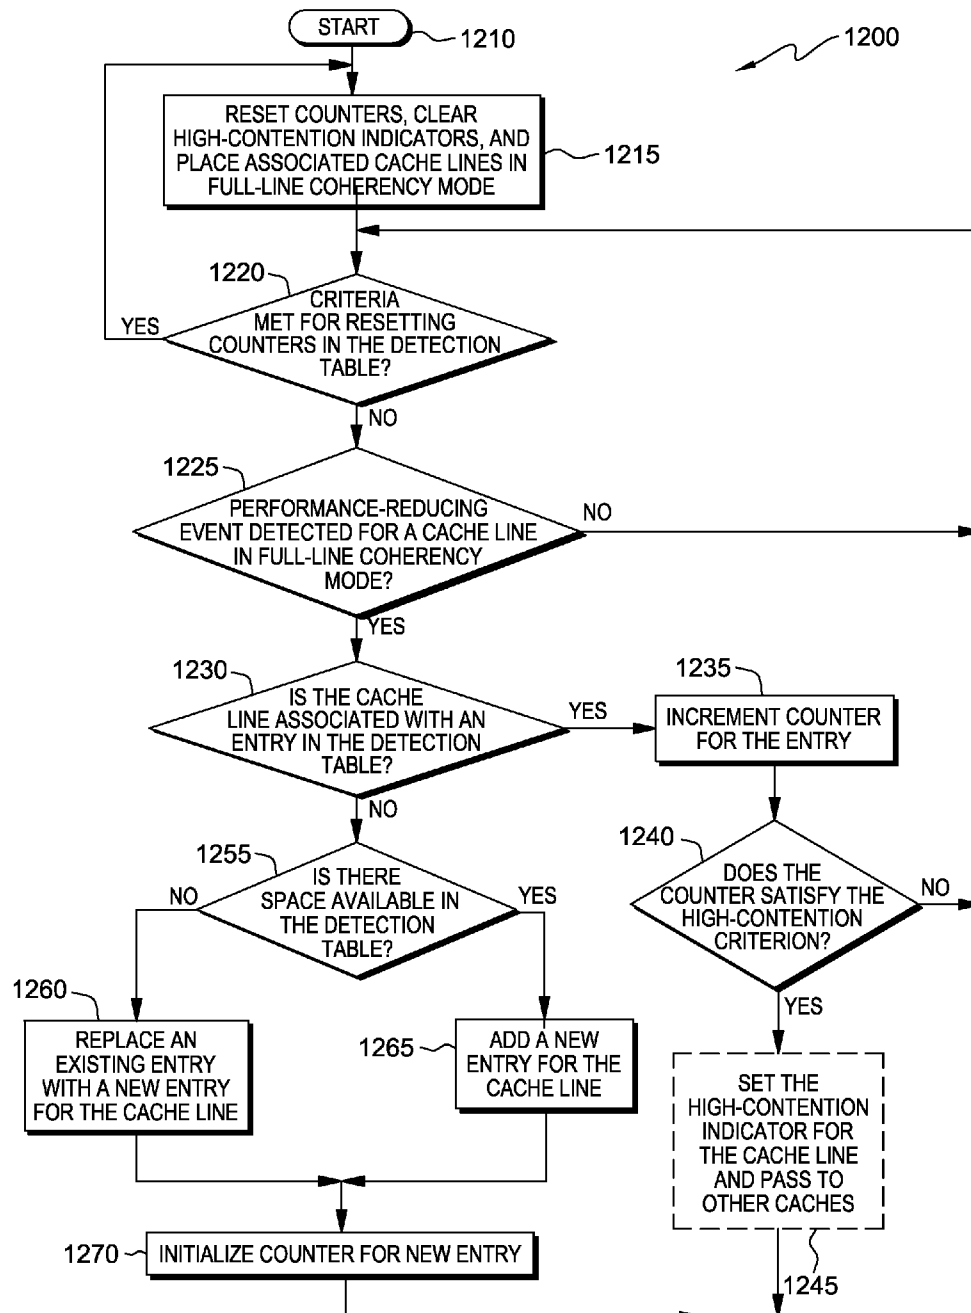 START
1210
1200
RESET COUNTERS, CLEAR
HIGH-CONTENTION INDICATORS, AND
PLACE ASSOCIATED CACHE LINES IN
FULL-LINE COHERENCY MODE
1215
1220
CRITERIA
MET FOR RESETTING
COUNTERS IN THE DETECTION
TABLE?
YES
NO
1225
PERFORMANCE-REDUCING
EVENT DETECTED FOR A CACHE LINE
IN FULL-LINE COHERENCY
MODE?
NO
YES
1230
IS THE CACHE
LINE ASSOCIATED WITH AN
ENTRY IN THE DETECTION
TABLE?
YES
NO
1235
INCREMENT COUNTER
FOR THE ENTRY
1240
DOES THE
COUNTER SATISFY THE
HIGH-CONTENTION
CRITERION?
NO
YES
1255
IS THERE
SPACE AVAILABLE IN
THE DETECTION
TABLE?
NO
YES
1260
REPLACE AN
EXISTING ENTRY
WITH A NEW ENTRY
FOR THE CACHE LINE
1265
ADD A NEW
ENTRY FOR THE
CACHE LINE
SET THE
HIGH-CONTENTION
INDICATOR FOR
THE CACHE LINE
AND PASS TO
OTHER CACHES
1245
1270
INITIALIZE COUNTER FOR NEW ENTRY